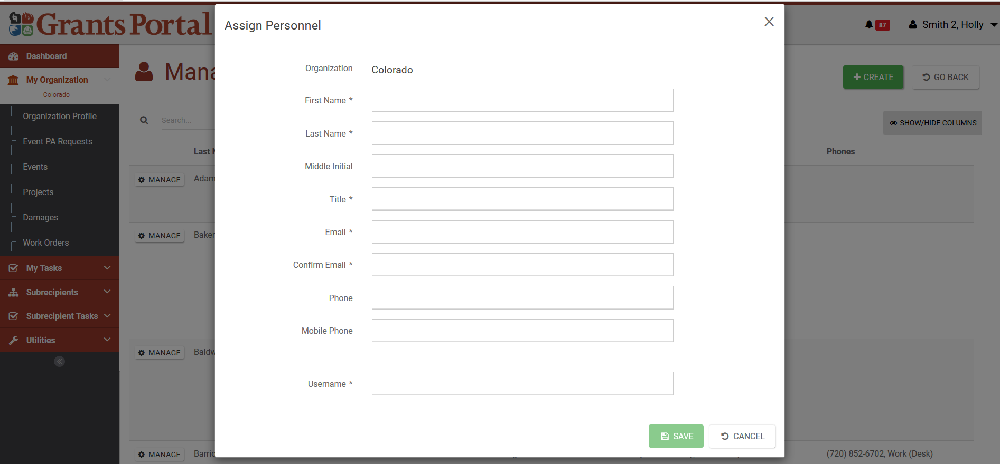 Grants Portal
Assign Personnel
87
Smith 2, Holly
Dashboard
My Organization
Colorado
Organization Profile
Event PA Requests
Events
Projects
Damages
Work Orders
My Tasks
Subrecipients
Subrecipient Tasks
Utilities
Mana
CREATE
GO BACK
Search...
SHOW/HIDE COLUMNS
Last N
Phones
MANAGE
Adam
MANAGE
Baker
MANAGE
Baldw
MANAGE
Barric
(720) 852-6702, Work (Desk)
Organization
Colorado
First Name *
Last Name *
Middle Initial
Title *
Email *
Confirm Email *
Phone
Mobile Phone
Username *
SAVE
CANCEL